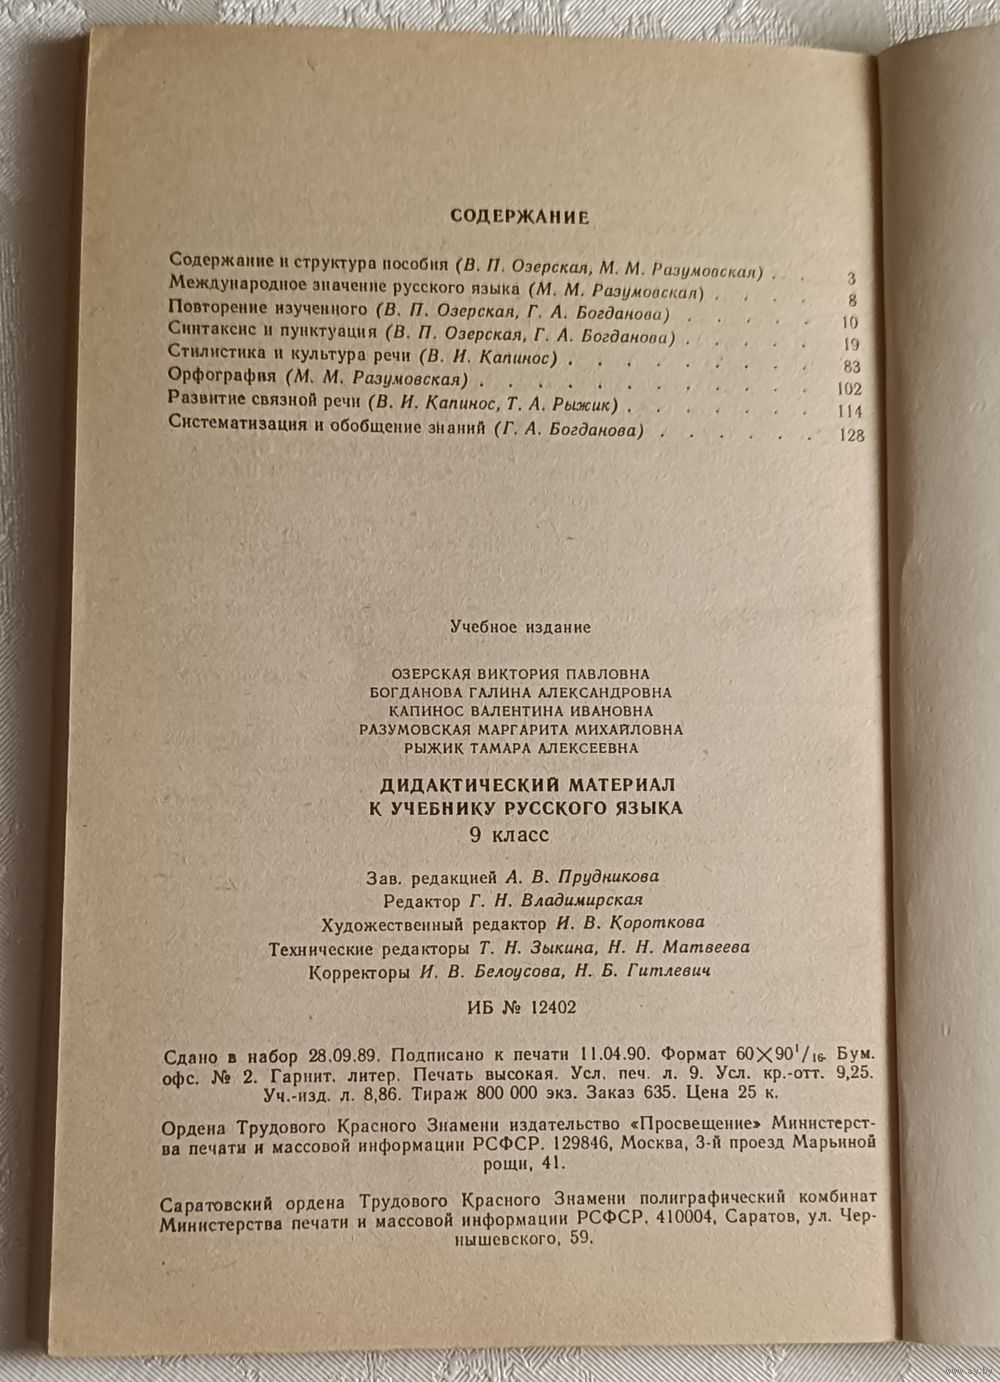 СОДЕРЖАНИЕ
Содержание и структура пособия (В. П. Озерская, М. М. Разумовская) . . 3
Международное значение русского языка (М. М. Разумовская) . . . . 8
Повторение изученного (В. П. Озерская, Г. А. Богданова) . . . . . 10
Синтаксис и пунктуация (В. П. Озерская, Г. А. Богданова) . . . . . 19
Стилистика и культура речи (В. И. Капинос) . . . . . . . . . 83
Орфография (М. М. Разумовская) . . . . . . . . . . . . 102
Развитие связной речи (В. И. Капинос, Т. А. Рыжик) . . . . . . . 114
Систематизация и обобщение знаний (Г. А. Богданова) . . . . . . 128
Учебное издание
ОЗЕРСКАЯ ВИКТОРИЯ ПАВЛОВНА
БОГДАНОВА ГАЛИНА АЛЕКСАНДРОВНА
КАПИНОС ВАЛЕНТИНА ИВАНОВНА
РАЗУМОВСКАЯ МАРГАРИТА МИХАЙЛОВНА
РЫЖИК ТАМАРА АЛЕКСЕЕВНА
ДИДАКТИЧЕСКИЙ МАТЕРИАЛ
К УЧЕБНИКУ РУССКОГО ЯЗЫКА
9 класс
Зав. редакцией А. В. Прудникова
Редактор Г. Н. Владимирская
Художественный редактор И. В. Короткова
Технические редакторы Т. Н. Зыкина, Н. Н. Матвеева
Корректоры И. В. Белоусова, Н. Б. Гитлевич
ИБ № 12402
Сдано в набор 28.09.89. Подписано к печати 11.04.90. Формат 60×90¹/₁₆. Бум.
офс. № 2. Гарнит. литер. Печать высокая. Усл. печ. л. 9. Усл. кр.-отт. 9,25.
Уч.-изд. л. 8,86. Тираж 800 000 экз. Заказ 635. Цена 25 к.
Ордена Трудового Красного Знамени издательство «Просвещение» Министерст-
ва печати и массовой информации РСФСР. 129846, Москва, 3-й проезд Марьиной
рощи, 41.
Саратовский ордена Трудового Красного Знамени полиграфический комбинат
Министерства печати и массовой информации РСФСР. 410004, Саратов, ул. Чер-
нышевского, 59.
www.ay.by